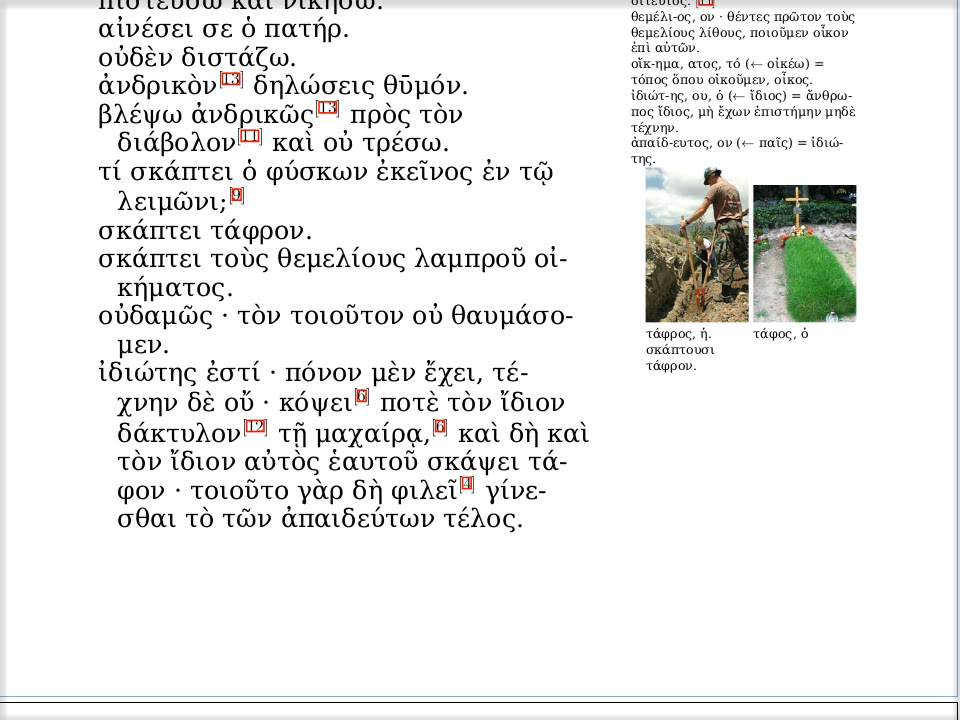 πιστεύσω καὶ νικήσω.
αἰνέσει σε ὁ πατήρ.
οὐδὲν διστάζω.
ἀνδρικὸν[13] δηλώσεις θῡμόν.
βλέψω ἀνδρικῶς[13] πρὸς τὸν
διάβολον[11] καὶ οὐ τρέσω.
τί σκάπτει ὁ φύσκων ἐκεῖνος ἐν τῷ
λειμῶνι;[9]
σκάπτει τάφρον.
σκάπτει τοὺς θεμελίους λαμπροῦ οἰ-
κήματος.
οὐδαμῶς · τὸν τοιοῦτον οὐ θαυμάσο-
μεν.
ἰδιώτης ἐστί · πόνον μὲν ἔχει, τέ-
χνην δὲ οὔ · κόψει[6] ποτὲ τὸν ἴδιον
δάκτυλον[12] τῇ μαχαίρᾳ,[6] καὶ δὴ καὶ
τὸν ἴδιον αὐτὸς ἑαυτοῦ σκάψει τά-
φον · τοιοῦτο γὰρ δὴ φιλεῖ[4] γίνε-
σθαι τὸ τῶν ἀπαιδεύτων τέλος.
θεμέλι-ος, ον · θέντες πρῶτον τοὺς
θεμελίους λίθους, ποιοῦμεν οἶκον
ἐπὶ αὐτῶν.
οἴκ-ημα, ατος, τό (← οἰκέω) =
τόπος ὅπου οἰκοῦμεν, οἶκος.
ἰδιώτ-ης, ου, ὁ (← ἴδιος) = ἄνθρω-
πος ἴδιος, μὴ ἔχων ἐπιστήμην μηδὲ
τέχνην.
ἀπαίδ-ευτος, ον (← παῖς) = ἰδιώ-
της.
τάφρος, ἡ.
σκάπτουσι
τάφρον.
τάφος, ὁ